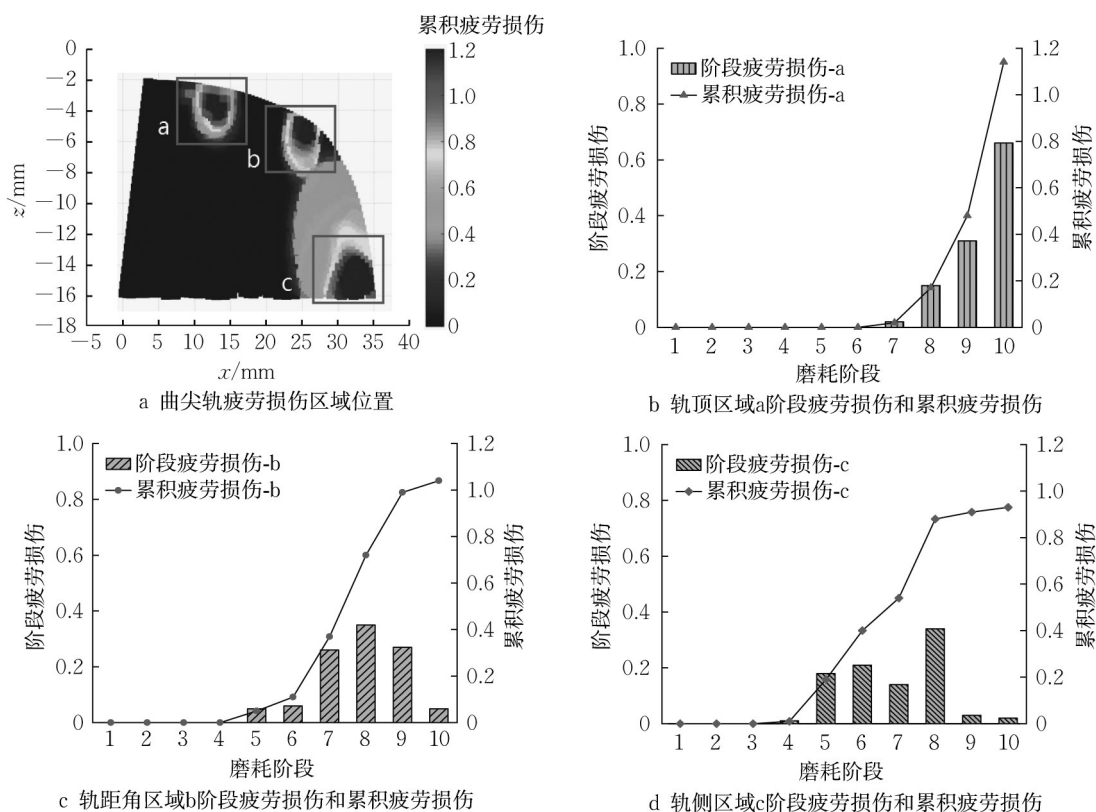 累积疲劳损伤
0
−2
−4
−6
−8
−10
−12
−14
−16
−18
z/mm
−5 0 5 10 15 20 25 30 35 40
x/mm
a
b
c
1.2
1.0
0.8
0.6
0.4
0.2
0
a 曲尖轨疲劳损伤区域位置
1.0
0.8
0.6
0.4
0.2
0
阶段疲劳损伤
阶段疲劳损伤-a
累积疲劳损伤-a
1.2
1.0
0.8
0.6
0.4
0.2
0
累积疲劳损伤
1 2 3 4 5 6 7 8 9 10
磨耗阶段
b 轨顶区域a阶段疲劳损伤和累积疲劳损伤
1.0
0.8
0.6
0.4
0.2
0
阶段疲劳损伤
阶段疲劳损伤-b
累积疲劳损伤-b
1.2
1.0
0.8
0.6
0.4
0.2
0
累积疲劳损伤
1 2 3 4 5 6 7 8 9 10
磨耗阶段
c 轨距角区域b阶段疲劳损伤和累积疲劳损伤
1.0
0.8
0.6
0.4
0.2
0
阶段疲劳损伤
阶段疲劳损伤-c
累积疲劳损伤-c
1.2
1.0
0.8
0.6
0.4
0.2
0
累积疲劳损伤
1 2 3 4 5 6 7 8 9 10
磨耗阶段
d 轨侧区域c阶段疲劳损伤和累积疲劳损伤